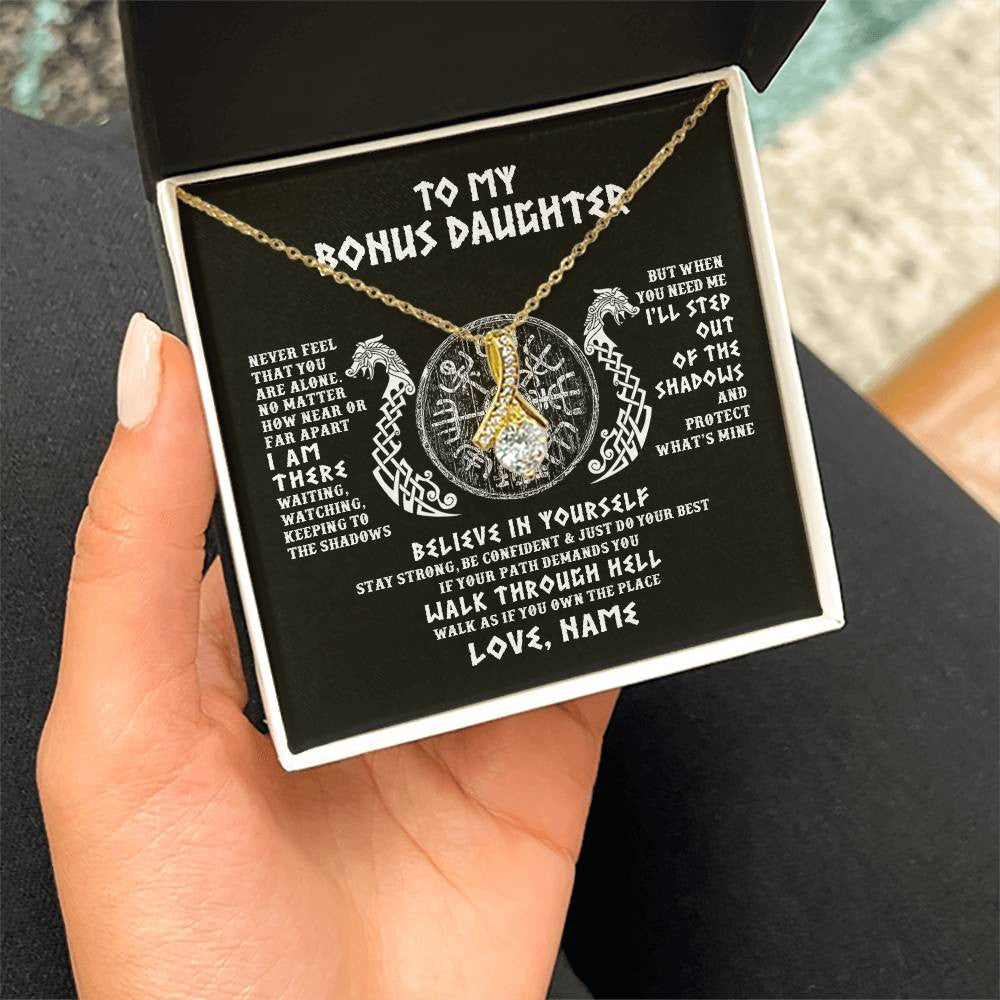 TO MY
BONUS DAUGHTER
NEVER FEEL
THAT YOU
ARE ALONE.
NO MATTER
HOW NEAR OR
FAR APART
I AM
THERE
WAITING,
WATCHING,
KEEPING TO
THE SHADOWS
BUT WHEN
YOU NEED ME
I'LL STEP
OUT
OF THE
SHADOWS
AND
PROTECT
WHAT'S MINE
BELIEVE IN YOURSELF
STAY STRONG, BE CONFIDENT & JUST DO YOUR BEST
IF YOUR PATH DEMANDS YOU
WALK THROUGH HELL
WALK AS IF YOU OWN THE PLACE
LOVE, NAME